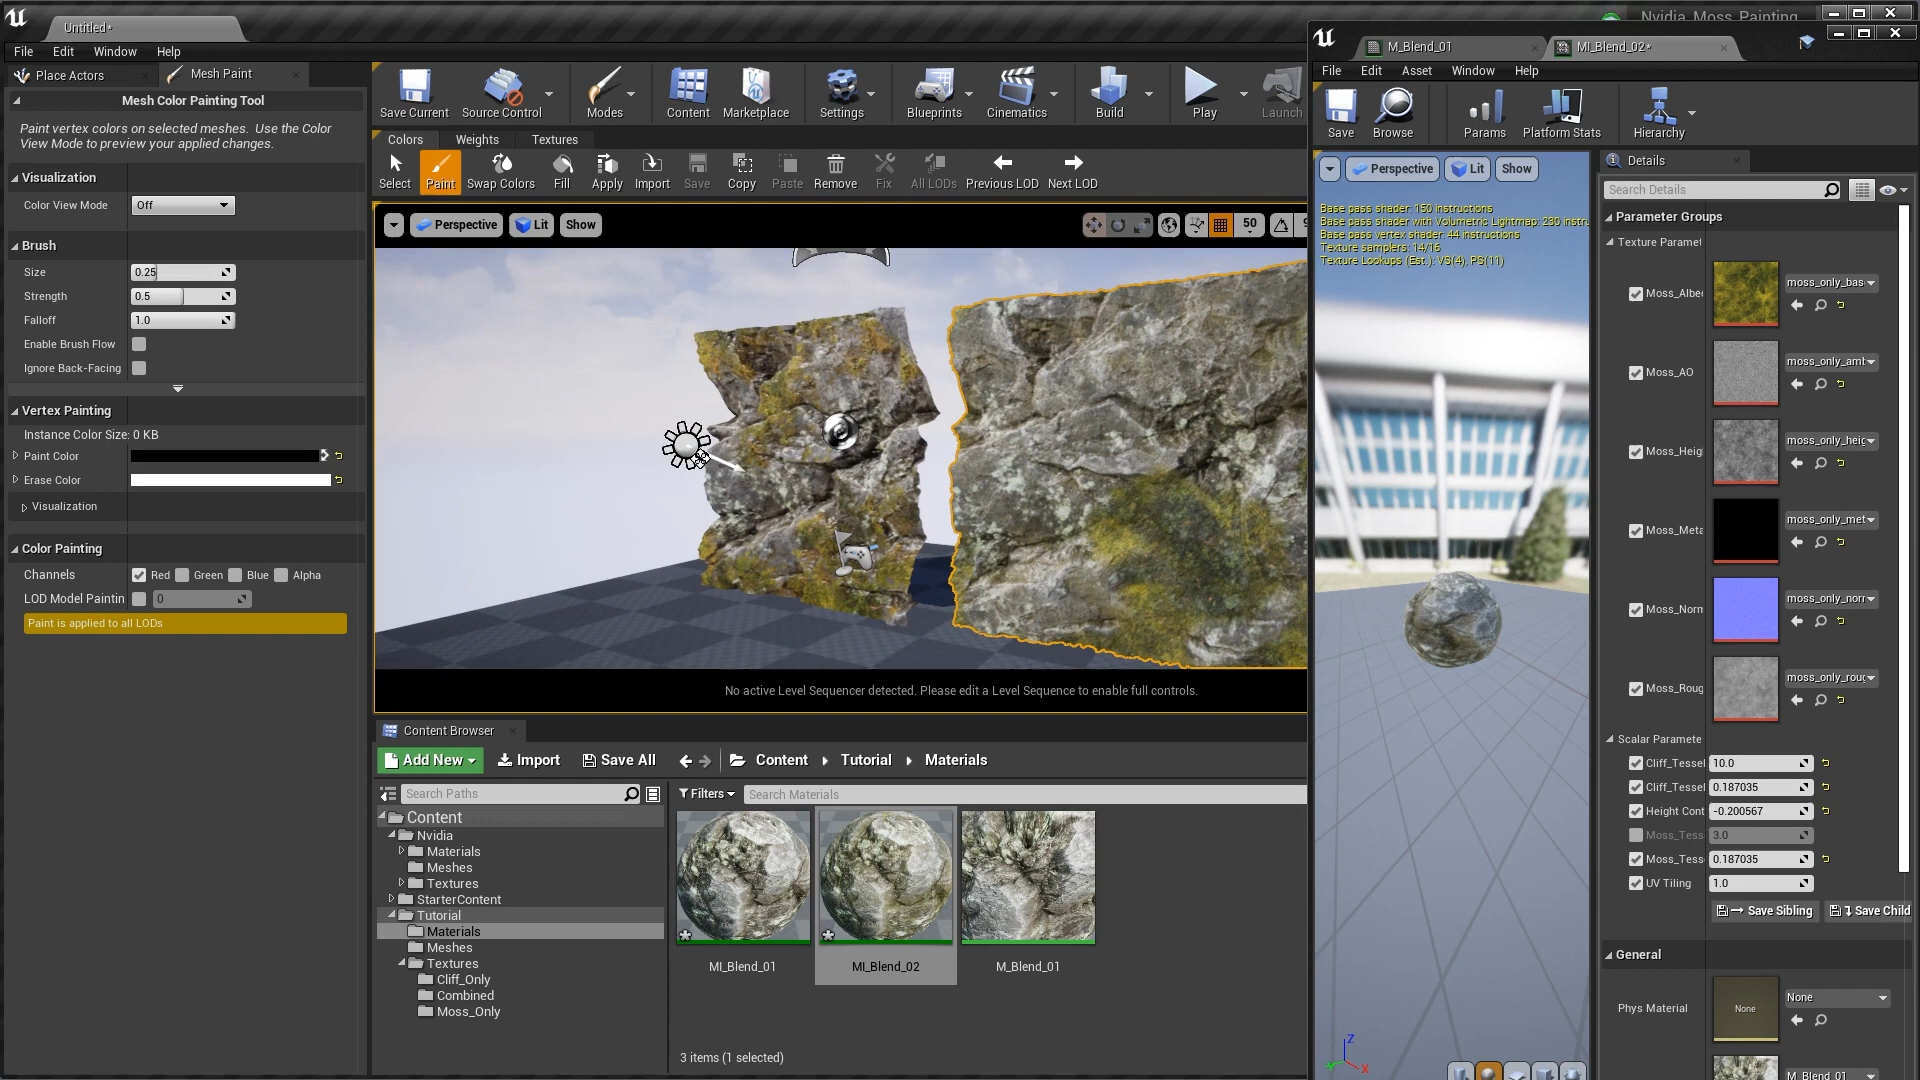 Untitled*
Nvidia_Moss_Painting
File Edit Window Help
Place Actors
Mesh Paint
Mesh Color Painting Tool
Paint vertex colors on selected meshes. Use the Color
View Mode to preview your applied changes.
Visualization
Color View Mode Off
Brush
Size 0.25
Strength 0.5
Falloff 1.0
Enable Brush Flow
Ignore Back-Facing
Vertex Painting
Instance Color Size: 0 KB
Paint Color
Erase Color
Visualization
Color Painting
Channels Red Green Blue Alpha
LOD Model Paintin 0
Paint is applied to all LODs
Save Current Source Control Modes Content Marketplace Settings Blueprints Cinematics Build Play Launch
Colors Weights Textures
Select Paint Swap Colors Fill Apply Import Save Copy Paste Remove Fix All LODs Previous LOD Next LOD
Perspective Lit Show 50
No active Level Sequencer detected. Please edit a Level Sequence to enable full controls.
Content Browser
Add New Import Save All Content Tutorial Materials
Search Paths
Filters Search Materials
Content
Nvidia
Materials
Meshes
Textures
StarterContent
Tutorial
Materials
Meshes
Textures
Cliff_Only
Combined
Moss_Only
MI_Blend_01
MI_Blend_02
M_Blend_01
3 items (1 selected)
M_Blend_01
MI_Blend_02*
File Edit Asset Window Help
Save Browse Params Platform Stats Hierarchy
Perspective Lit Show
Base pass shader: 150 instructions
Base pass shader with Volumetric Lightmap: 230 instru
Base pass vertex shader: 44 instructions
Texture samplers: 14/16
Texture Lookups (Est.): VS(4), PS(11)
Z
X
Details
Search Details
Parameter Groups
Texture Paramet
Moss_Albe moss_only_bas
Moss_AO moss_only_amb
Moss_Heig moss_only_heig
Moss_Meta moss_only_met
Moss_Norn moss_only_norr
Moss_Roug moss_only_roug
Scalar Paramete
Cliff_Tessel 10.0
Cliff_Tessel 0.187035
Height Cont -0.200567
Moss_Tess 3.0
Moss_Tess 0.187035
UV Tiling 1.0
Save Sibling Save Child
General
Phys Material None None
M_Blend_01